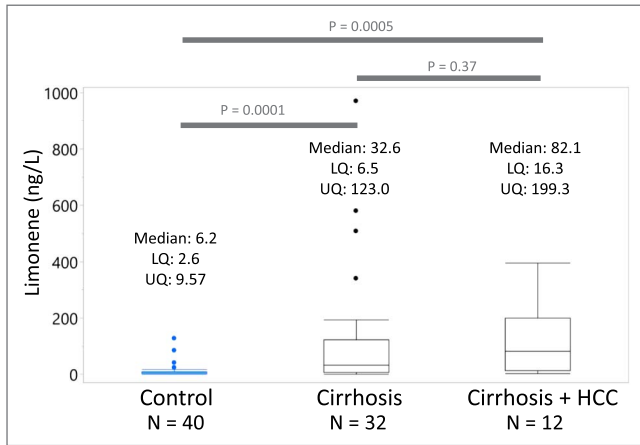 P = 0.0005
P = 0.37
P = 0.0001
Limonene (ng/L)
1000
800
600
400
200
0
Median: 6.2
LQ: 2.6
UQ: 9.57
Median: 32.6
LQ: 6.5
UQ: 123.0
Median: 82.1
LQ: 16.3
UQ: 199.3
Control
N = 40
Cirrhosis
N = 32
Cirrhosis + HCC
N = 12